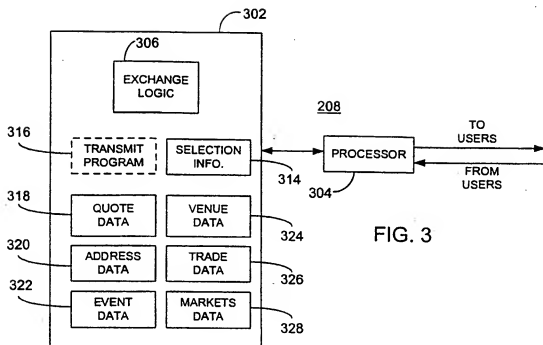 302
306
EXCHANGE
LOGIC
208
316
TRANSMIT
PROGRAM
SELECTION
INFO.
314
PROCESSOR
304
TO
USERS
FROM
USERS
318
QUOTE
DATA
VENUE
DATA
324
FIG. 3
320
ADDRESS
DATA
TRADE
DATA
326
322
EVENT
DATA
MARKETS
DATA
328